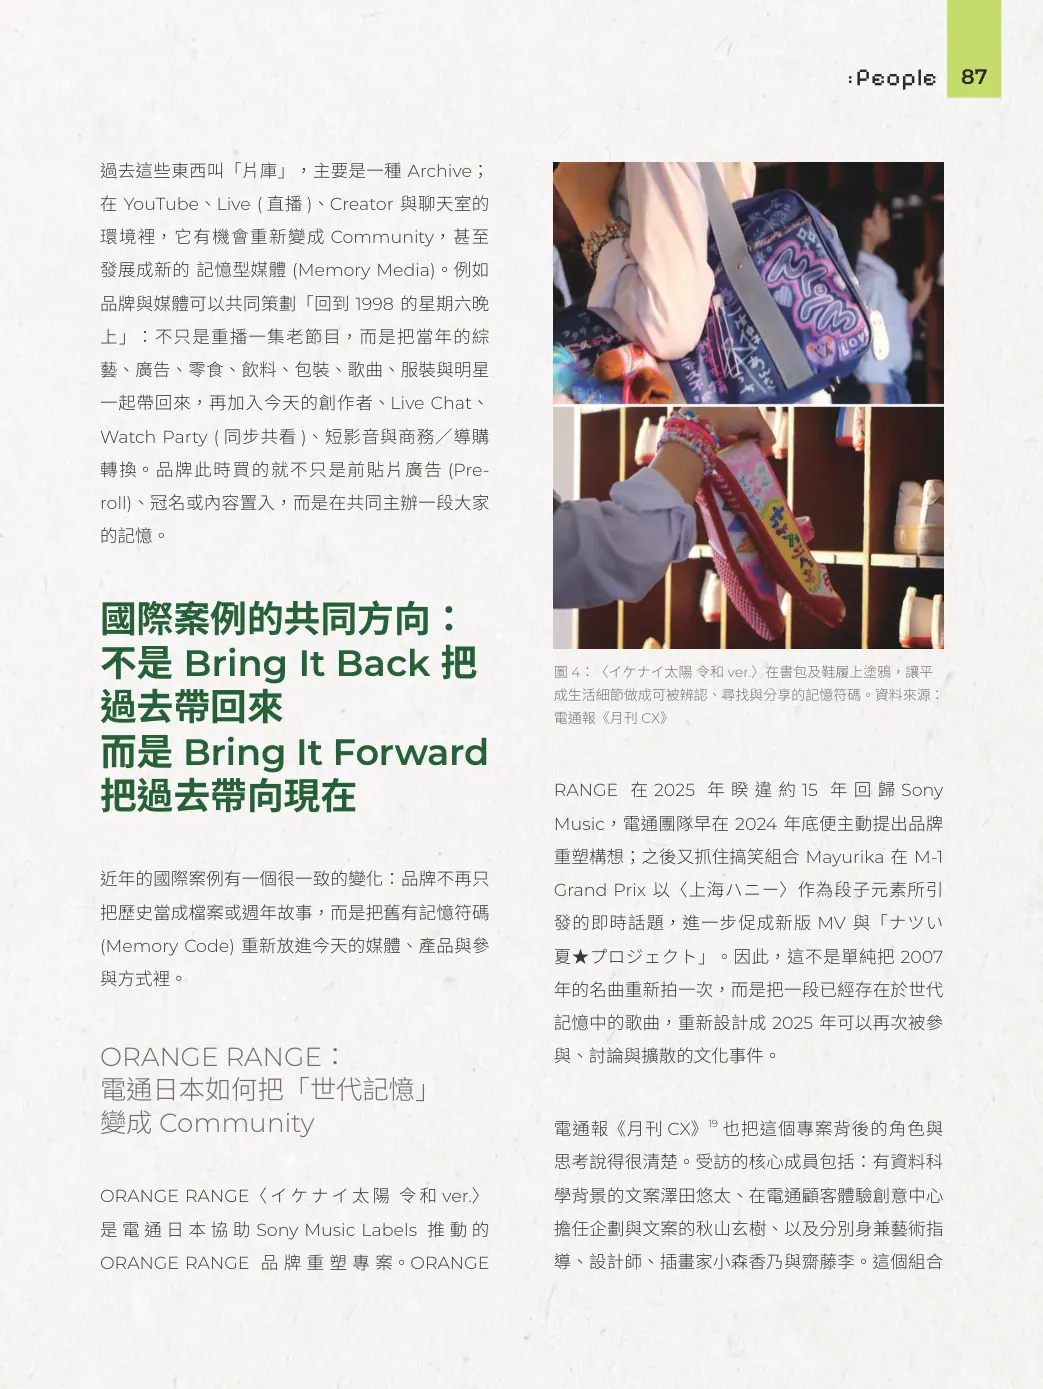 :People
87
過去這些東西叫「片庫」，主要是一種 Archive；
在 YouTube、Live ( 直播 )、Creator 與聊天室的
環境裡，它有機會重新變成 Community，甚至
發展成新的 記憶型媒體 (Memory Media)。例如
品牌與媒體可以共同策劃「回到 1998 的星期六晚
上」：不只是重播一集老節目，而是把當年的綜
藝、廣告、零食、飲料、包裝、歌曲、服裝與明星
一起帶回來，再加入今天的創作者、Live Chat、
Watch Party ( 同步共看 )、短影音與商務／導購
轉換。品牌此時買的就不只是前貼片廣告 (Pre-
roll)、冠名或內容置入，而是在共同主辦一段大家
的記憶。
國際案例的共同方向：
不是 Bring It Back 把
過去帶回來
而是 Bring It Forward
把過去帶向現在
近年的國際案例有一個很一致的變化：品牌不再只
把歷史當成檔案或週年故事，而是把舊有記憶符碼
(Memory Code) 重新放進今天的媒體、產品與參
與方式裡。
ORANGE RANGE：
電通日本如何把「世代記憶」
變成 Community
ORANGE RANGE〈イケナイ太陽 令和 ver.〉
是電通日本協助 Sony Music Labels 推動的
ORANGE RANGE 品牌重塑專案。ORANGE
圖 4：〈イケナイ太陽 令和 ver.〉在書包及鞋履上塗鴉，讓平
成生活細節做成可被辨認、尋找與分享的記憶符碼。資料來源：
電通報《月刊 CX》
RANGE 在 2025 年睽違約 15 年回歸 Sony
Music，電通團隊早在 2024 年底便主動提出品牌
重塑構想；之後又抓住搞笑組合 Mayurika 在 M-1
Grand Prix 以〈上海ハニー〉作為段子元素所引
發的即時話題，進一步促成新版 MV 與「ナツい
夏★プロジェクト」。因此，這不是單純把 2007
年的名曲重新拍一次，而是把一段已經存在於世代
記憶中的歌曲，重新設計成 2025 年可以再次被參
與、討論與擴散的文化事件。
電通報《月刊 CX》19 也把這個專案背後的角色與
思考說得很清楚。受訪的核心成員包括：有資料科
學背景的文案澤田悠太、在電通顧客體驗創意中心
擔任企劃與文案的秋山玄樹、以及分別身兼藝術指
導、設計師、插畫家小森香乃與齋藤李。這個組合